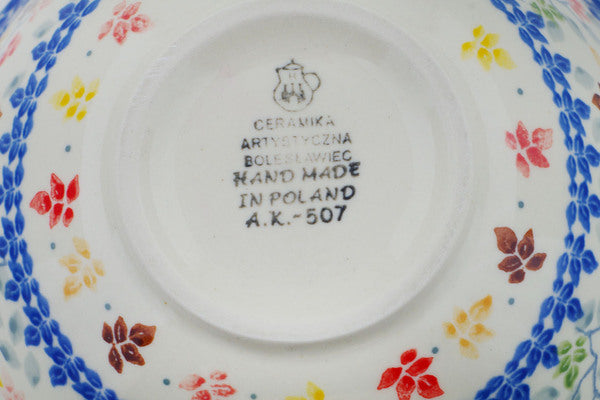 CERAMIKA
ARTYSTYCZNA
BOLESŁAWIEC
HAND MADE
IN POLAND
A.K.-507